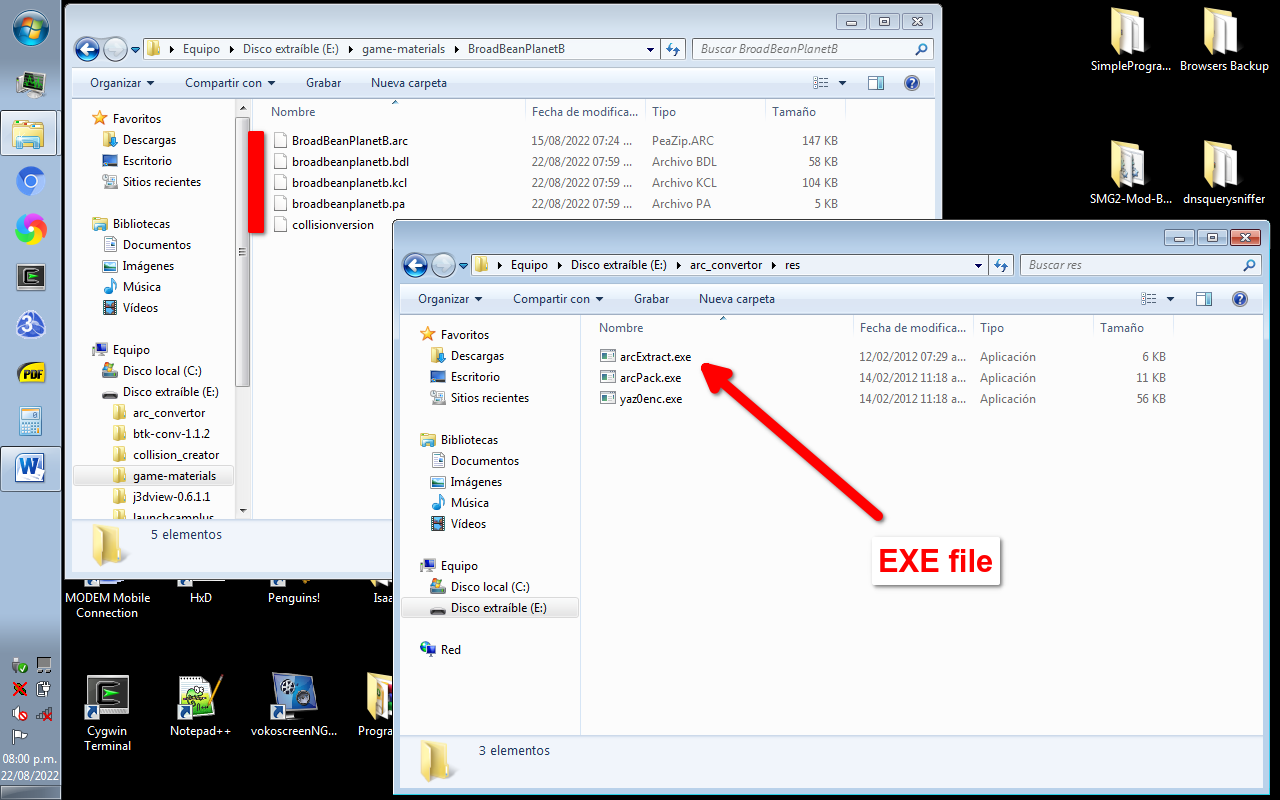 Equipo
Disco extraíble (E:)
game-materials
BroadBeanPlanetB
Buscar BroadBeanPlanetB
Organizar
Compartir con
Grabar
Nueva carpeta
Favoritos
Descargas
Escritorio
Sitios recientes
Bibliotecas
Documentos
Imágenes
Música
Vídeos
Equipo
Disco local (C:)
Disco extraíble (E:)
arc_convertor
btk-conv-1.1.2
collision_creator
game-materials
j3dview-0.6.1.1
launchcamplus
Nombre
Fecha de modifica...
Tipo
Tamaño
BroadBeanPlanetB.arc 15/08/2022 07:24 ... PeaZip.ARC 147 KB
broadbeanplanetb.bdl 22/08/2022 07:59 ... Archivo BDL 58 KB
broadbeanplanetb.kcl 22/08/2022 07:59 ... Archivo KCL 104 KB
broadbeanplanetb.pa 22/08/2022 07:59 ... Archivo PA 5 KB
collisionversion
5 elementos
Equipo
Disco extraíble (E:)
arc_convertor
res
Buscar res
Organizar
Compartir con
Grabar
Nueva carpeta
Favoritos
Descargas
Escritorio
Sitios recientes
Bibliotecas
Documentos
Imágenes
Música
Vídeos
Equipo
Disco local (C:)
Disco extraíble (E:)
Red
Nombre
Fecha de modifica...
Tipo
Tamaño
arcExtract.exe 12/02/2012 07:29 a... Aplicación 6 KB
arcPack.exe 14/02/2012 11:18 a... Aplicación 11 KB
yaz0enc.exe 14/02/2012 11:18 a... Aplicación 56 KB
EXE file
3 elementos
SimpleProgra...
Browsers Backup
SMG2-Mod-B...
dnsquerysniffer
MODEM Mobile
Connection
HxD
Penguins!
Isaa
Cygwin
Terminal
Notepad++
vokoscreenNG...
Progra
PDF
W
08:00 p.m.
22/08/2022